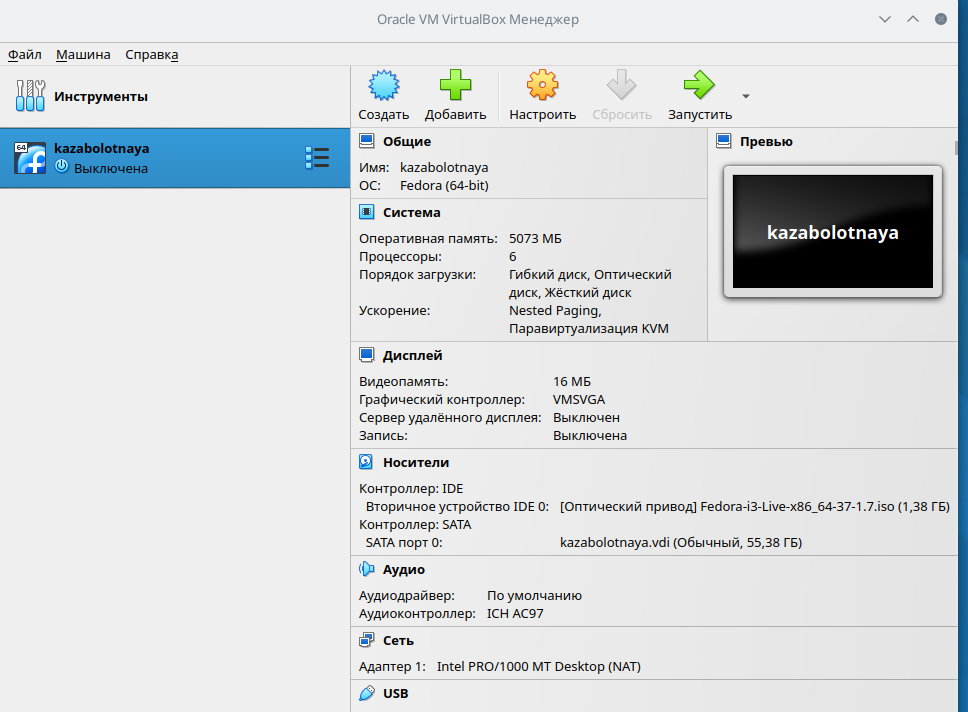 Oracle VM VirtualBox Менеджер
Файл Машина Справка
Инструменты
Создать Добавить Настроить Сбросить Запустить
64
kazabolotnaya
Выключена
Общие
Имя: kazabolotnaya
ОС: Fedora (64-bit)
Превью
kazabolotnaya
Система
Оперативная память: 5073 МБ
Процессоры: 6
Порядок загрузки: Гибкий диск, Оптический
диск, Жёсткий диск
Ускорение: Nested Paging,
Паравиртуализация KVM
Дисплей
Видеопамять: 16 МБ
Графический контроллер: VMSVGA
Сервер удалённого дисплея: Выключен
Запись: Выключена
Носители
Контроллер: IDE
Вторичное устройство IDE 0: [Оптический привод] Fedora-i3-Live-x86_64-37-1.7.iso (1,38 ГБ)
Контроллер: SATA
SATA порт 0: kazabolotnaya.vdi (Обычный, 55,38 ГБ)
Аудио
Аудиодрайвер: По умолчанию
Аудиоконтроллер: ICH AC97
Сеть
Адаптер 1: Intel PRO/1000 MT Desktop (NAT)
USB